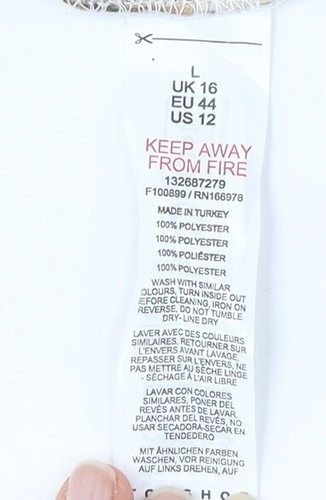 L
UK 16
EU 44
US 12
KEEP AWAY
FROM FIRE
132687279
F100899 / RN166978
MADE IN TURKEY
100% POLYESTER
100% POLYESTER
100% POLIÉSTER
100% POLYESTER
WASH WITH SIMILAR
OLOURS, TURN INSIDE OUT
EFORE CLEANING, IRON ON
REVERSE, DO NOT TUMBLE
DRY- LINE DRY
LAVER AVEC DES COULEURS
SIMILAIRES, RETOURNER SUR
L'ENVERS AVANT LAVAGE,
REPASSER SUR L'ENVERS, NE
PAS METTRE AU SÈCHE LINGE
- SÉCHAGE À L'AIR LIBRE
LAVAR CON COLORES
SIMILARES, PONER DEL
REVÉS ANTES DE LAVAR,
PLANCHAR DEL REVÉS, NO
USAR SECADORA-SECAR EN
TENDEDERO
MIT ÄHNLICHEN FARBEN
WASCHEN, VOR REINIGUNG
AUF LINKS DREHEN, AUF